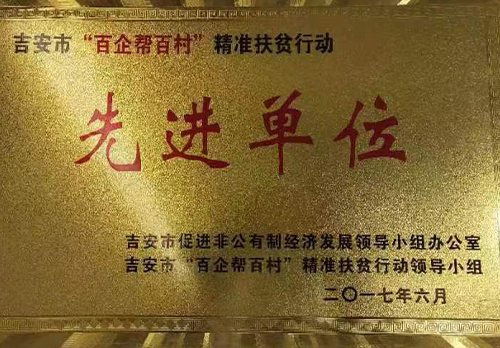 吉安市“百企帮百村”精准扶贫行动
先进单位
吉安市促进非公有制经济发展领导小组办公室
吉安市“百企帮百村”精准扶贫行动领导小组
二〇一七年六月